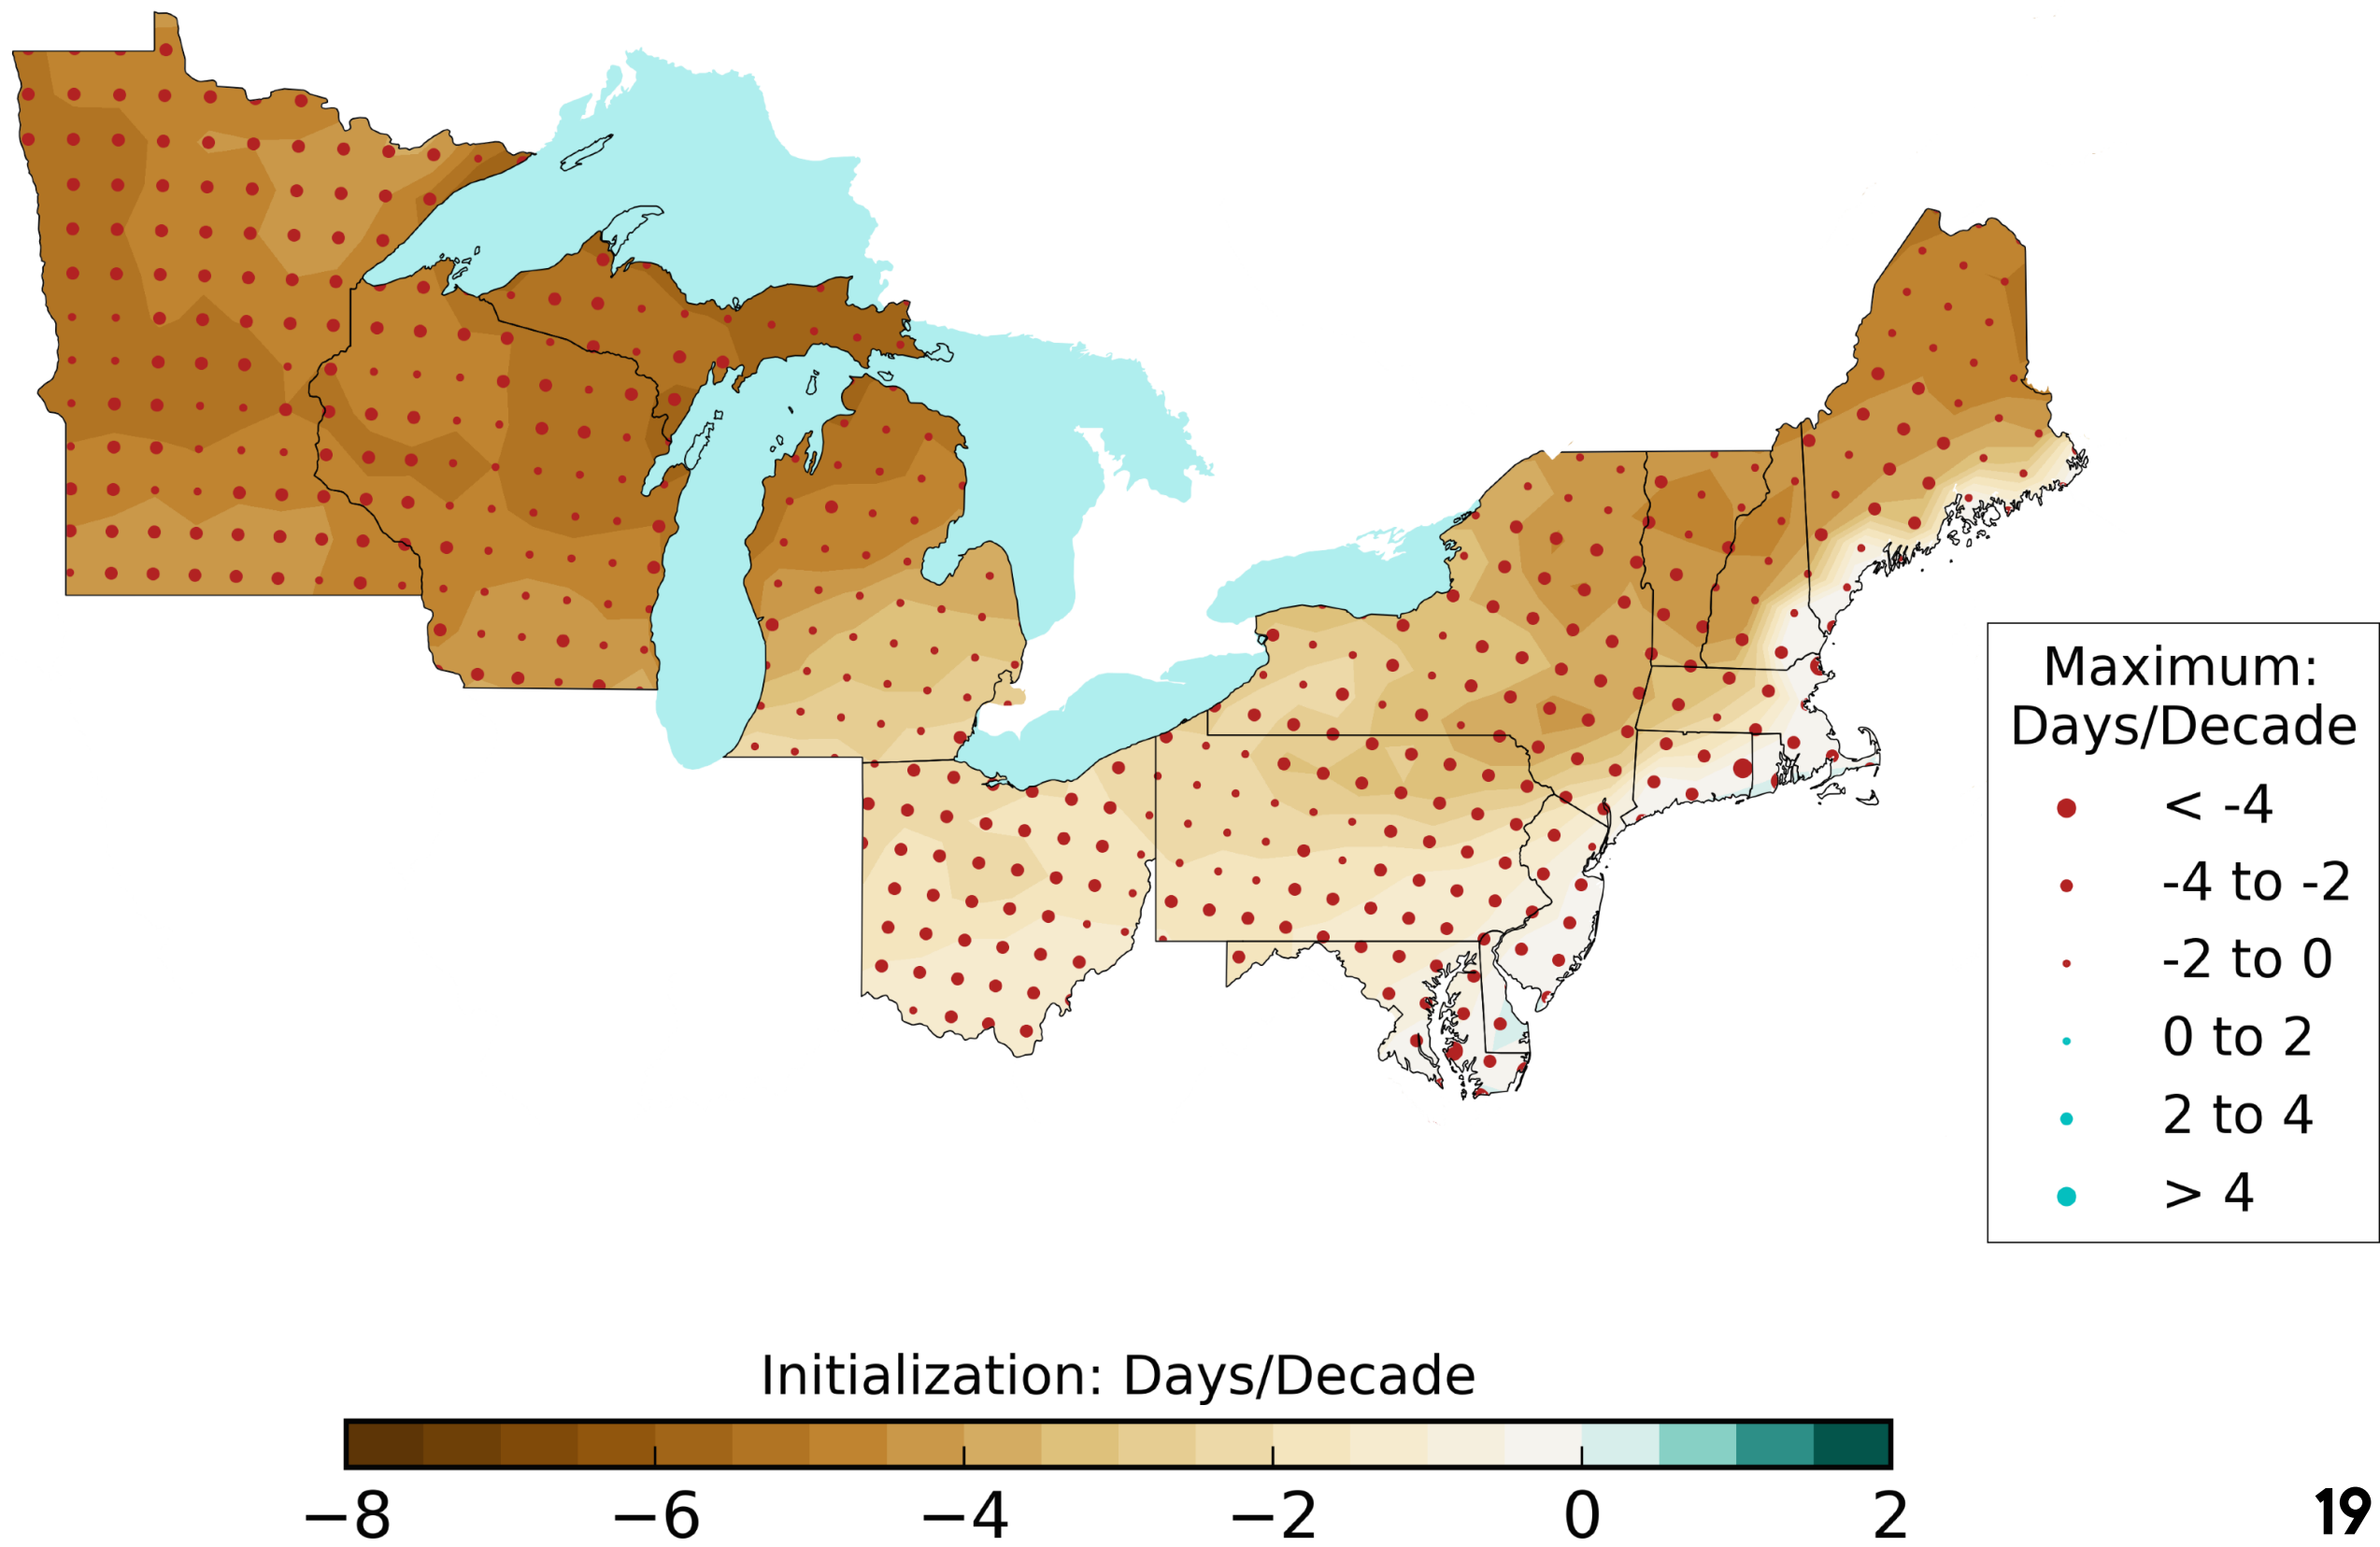 Maximum:
Days/Decade
< -4
-4 to -2
-2 to 0
0 to 2
2 to 4
> 4
Initialization: Days/Decade
−8 −6 −4 −2 0 2
19